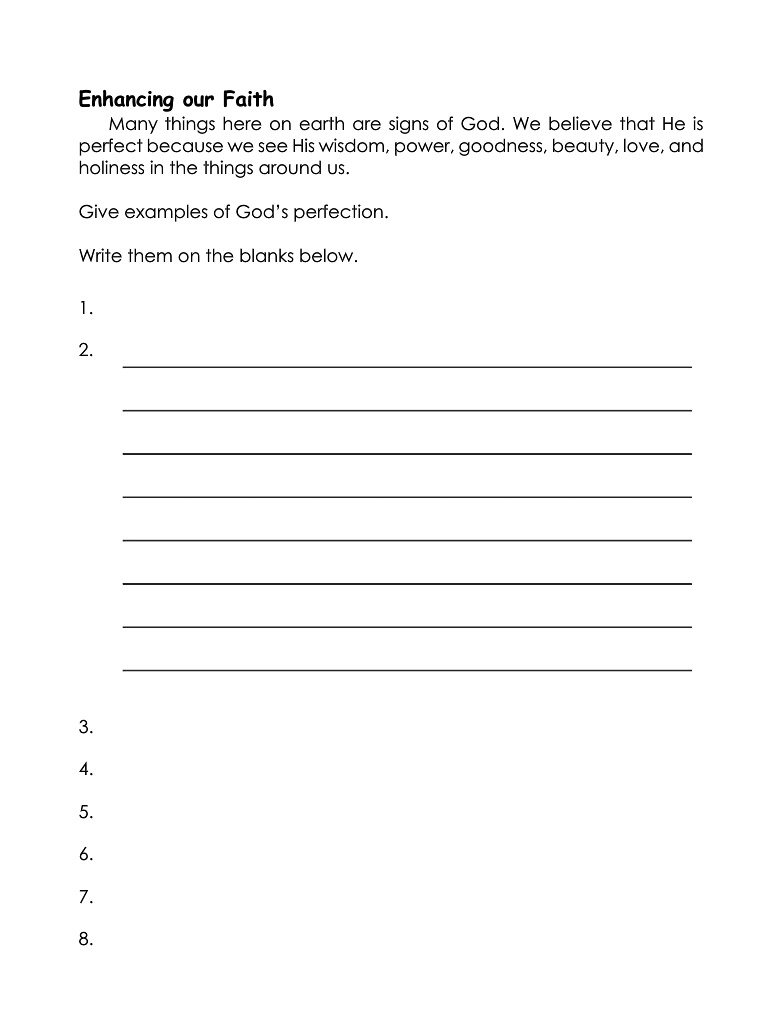 Enhancing our Faith
Many things here on earth are signs of God. We believe that He is
perfect because we see His wisdom, power, goodness, beauty, love, and
holiness in the things around us.
Give examples of God’s perfection.
Write them on the blanks below.
1.
2.
3.
4.
5.
6.
7.
8.